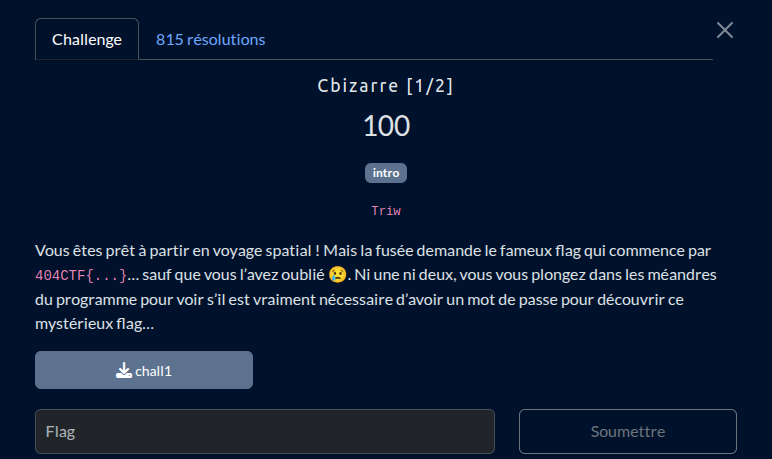 Challenge
815 résolutions
Cbizarre [1/2]
100
intro
Triw
Vous êtes prêt à partir en voyage spatial ! Mais la fusée demande le fameux flag qui commence par
404CTF{...}… sauf que vous l’avez oublié 😢. Ni une ni deux, vous vous plongez dans les méandres
du programme pour voir s’il est vraiment nécessaire d’avoir un mot de passe pour découvrir ce
mystérieux flag…
chall1
Flag
Soumettre